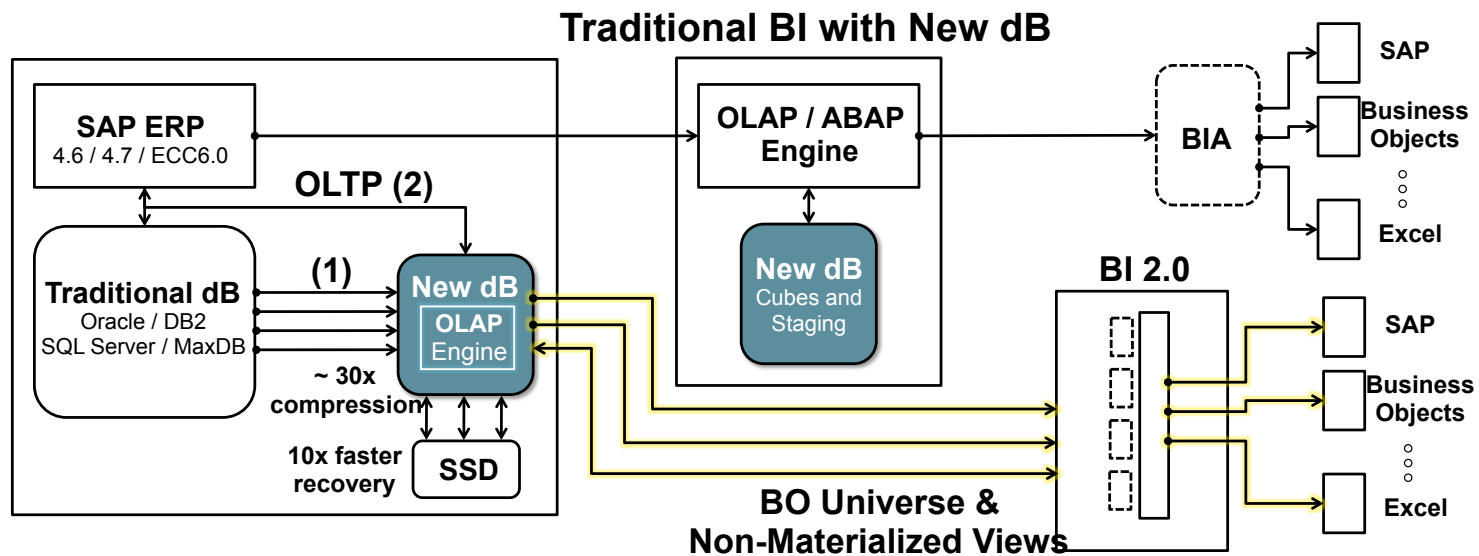 Traditional BI with New dB
SAP ERP
4.6 / 4.7 / ECC6.0
OLTP (2)
Traditional dB
Oracle / DB2
SQL Server / MaxDB
(1)
New dB
OLAP
Engine
~ 30x
compression
10x faster
recovery
SSD
OLAP / ABAP
Engine
New dB
Cubes and
Staging
BIA
SAP
Business
Objects
Excel
BI 2.0
SAP
Business
Objects
Excel
BO Universe &
Non-Materialized Views